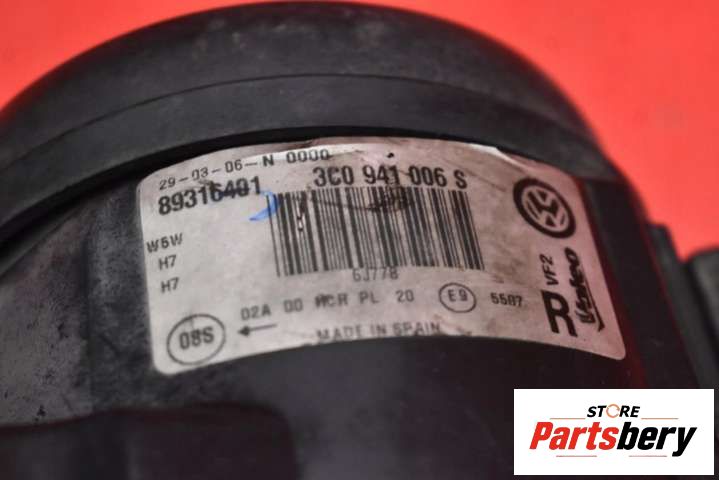 29-03-06-N 0000
89316491 3C0 941 006 S
W5W
H7
H7
6J778
02A 00 HCR PL 20 E9 5587
08S
MADE IN SPAIN
VF2
R Valeo
STORE
Partsbery